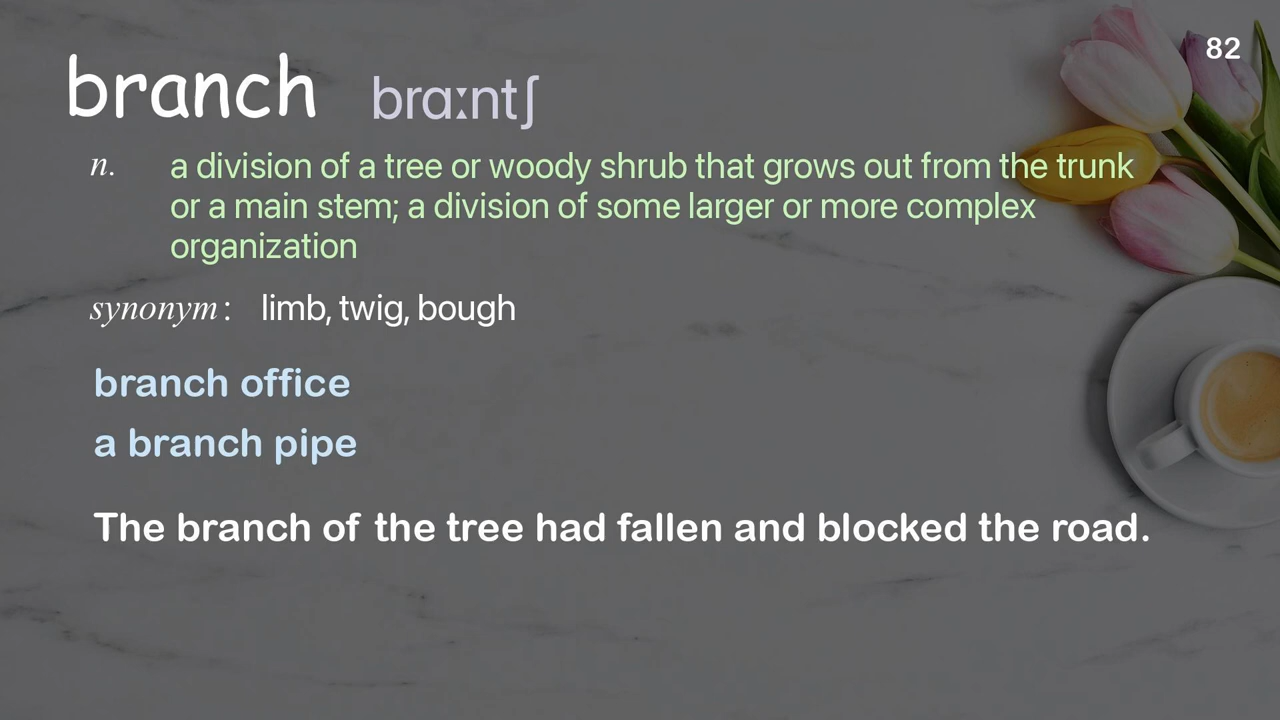 82
branch braːntʃ
n. a division of a tree or woody shrub that grows out from the trunk
or a main stem; a division of some larger or more complex
organization
synonym: limb, twig, bough
branch office
a branch pipe
The branch of the tree had fallen and blocked the road.